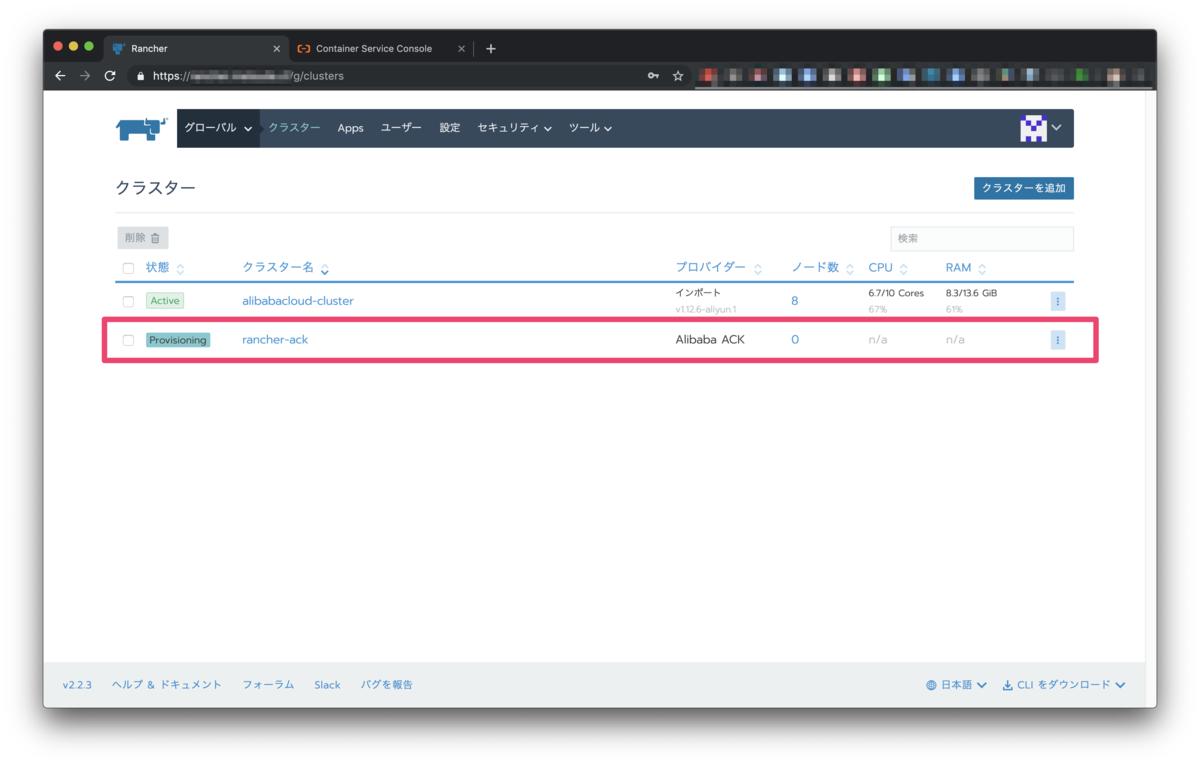 Rancher
Container Service Console
https:// /g/clusters
グローバル クラスター Apps ユーザー 設定 セキュリティ ツール
クラスター
クラスターを追加
削除
検索
状態 クラスター名 プロバイダー ノード数 CPU RAM
Active alibabacloud-cluster インポート 8 6.7/10 Cores 8.3/13.6 GiB
v1.12.6-aliyun.1 67% 61%
Provisioning rancher-ack Alibaba ACK 0 n/a n/a
v2.2.3 ヘルプ & ドキュメント フォーラム Slack バグを報告 日本語 CLI をダウンロード